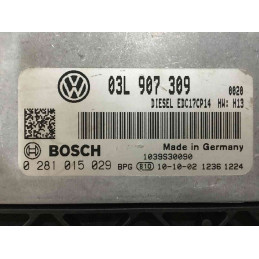 03L 907 309 0020
DIESEL EDC17CP14 HW: H13
BOSCH Made in Germany
1039S30090
0 281 015 029 BPG 10-10-02 1236 1224